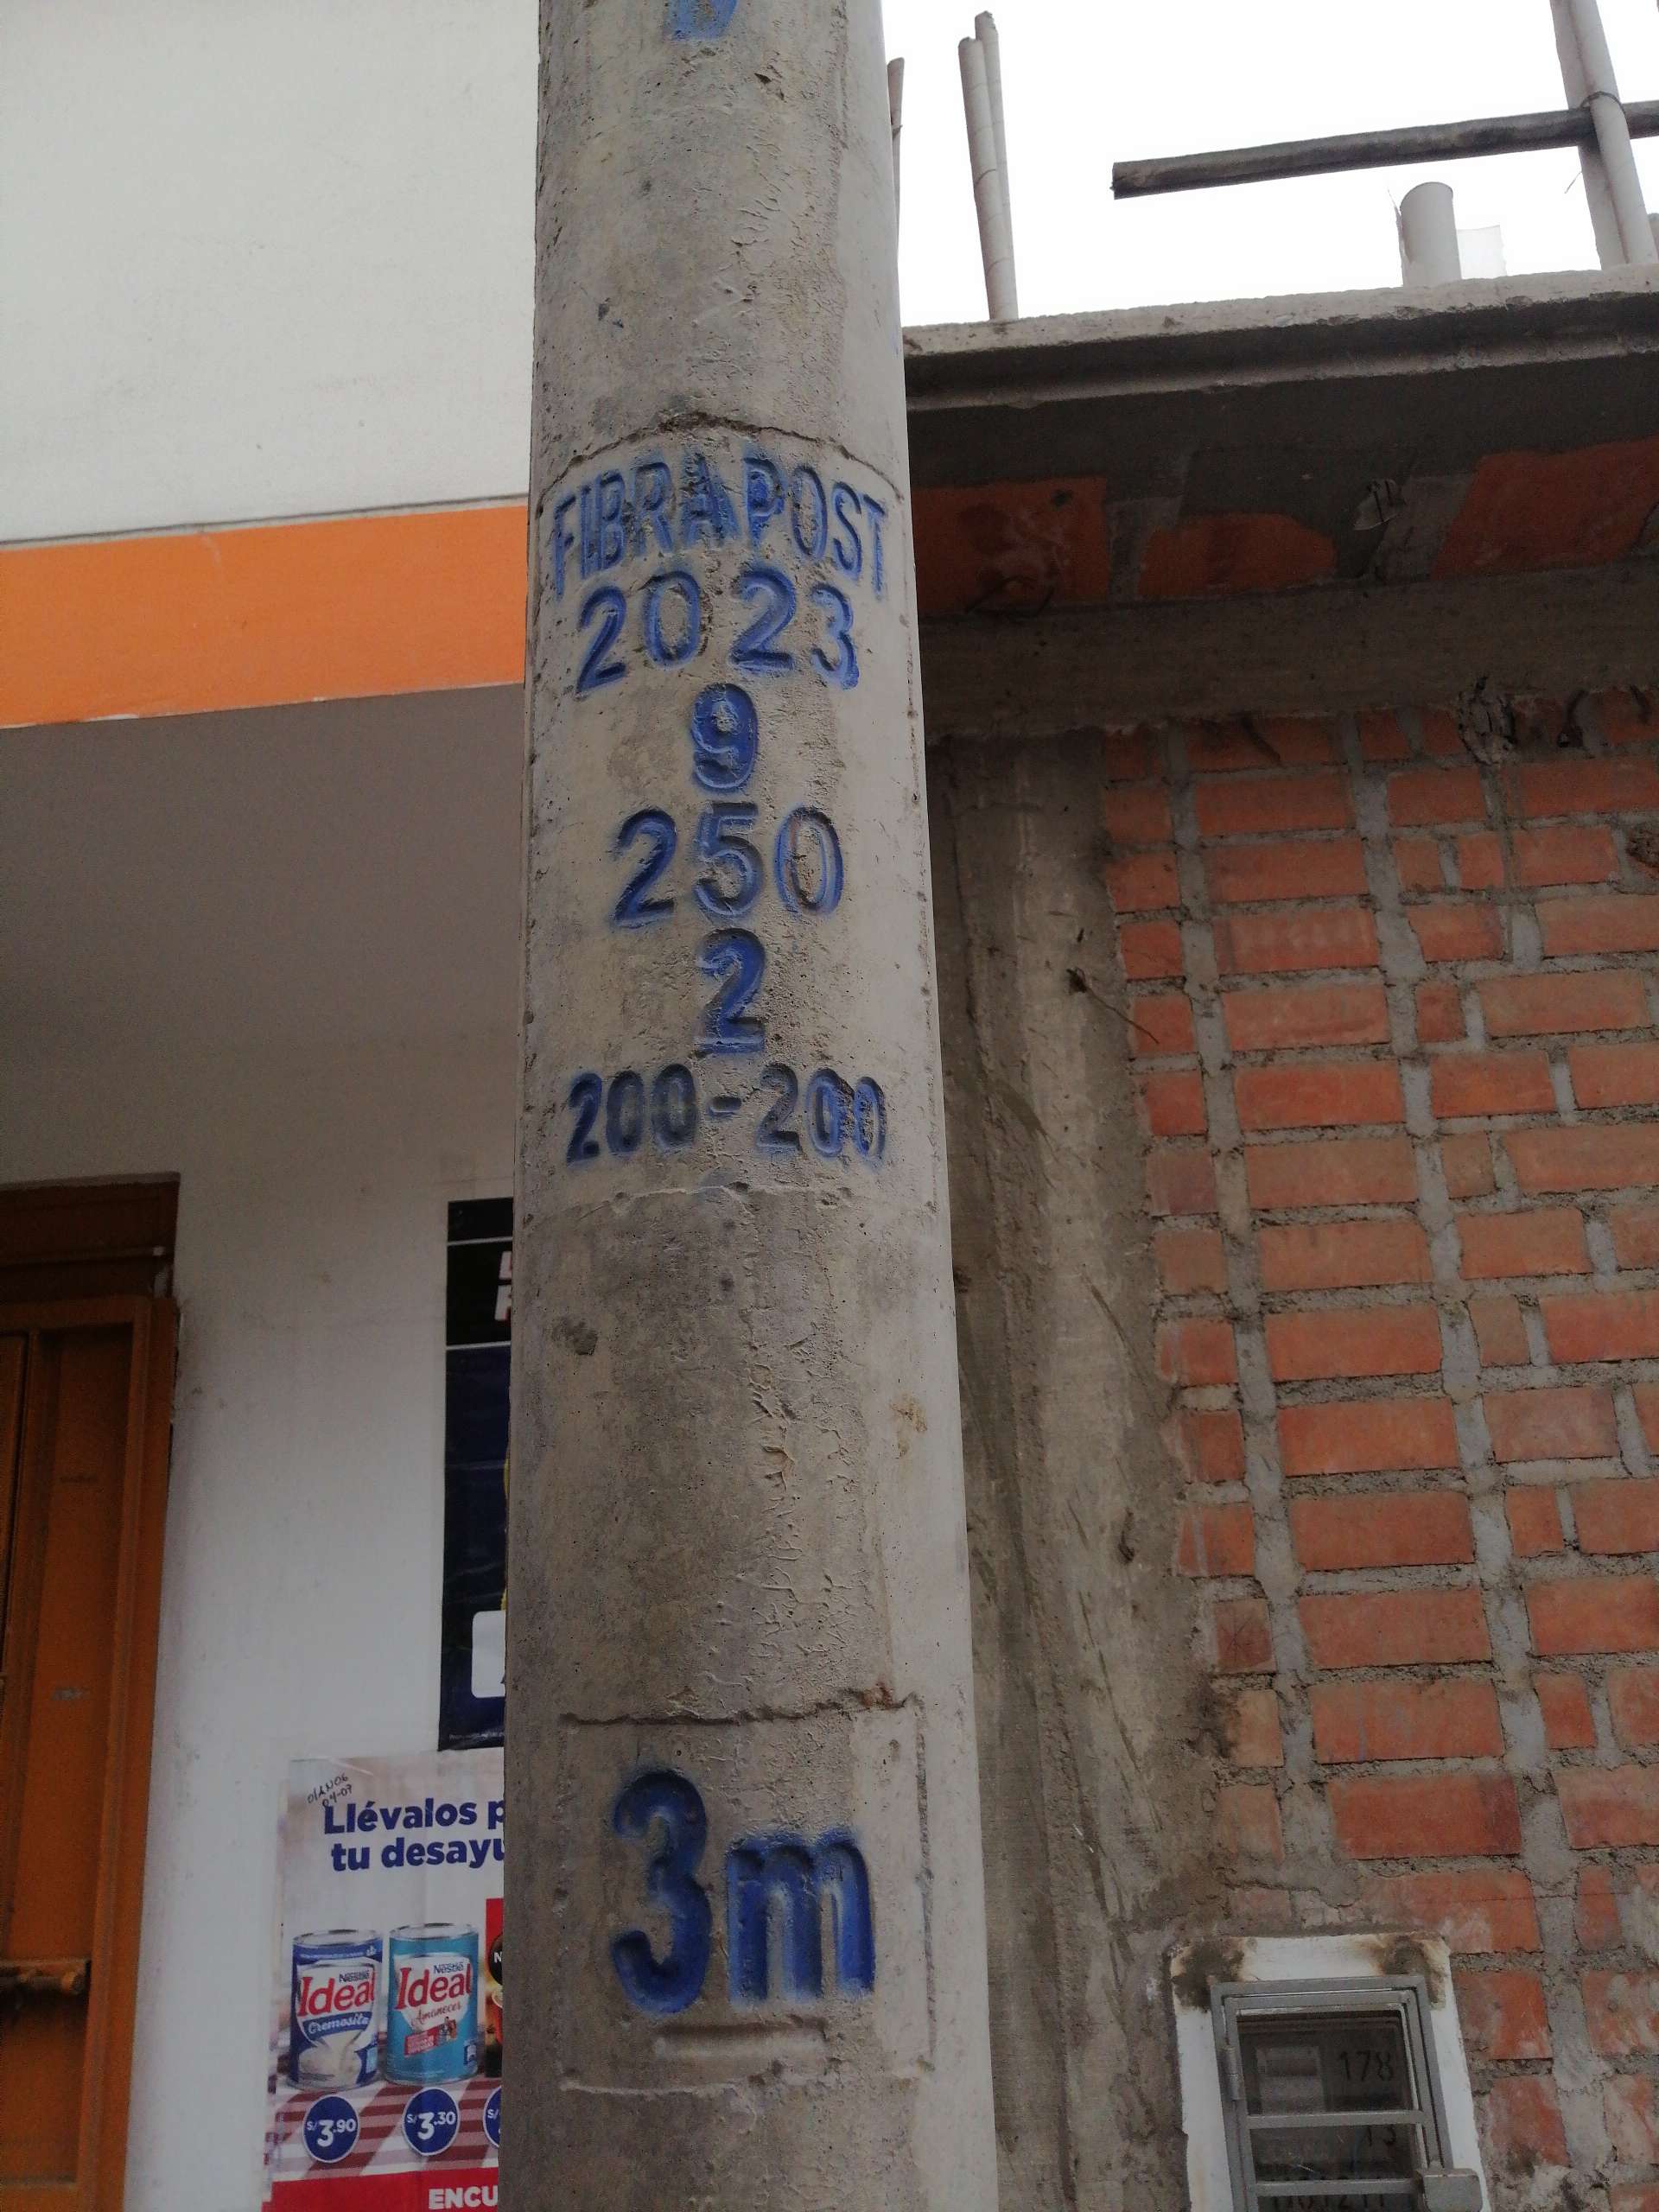 FIBRAPOST
2023
9
250
2
200-200
3m
Llévalos p
tu desayu
Nestlé
Ideal
Cremosita
Nestlé
Ideal
Amanecer
S/3.90
S/3.30
S/
ENCU
178
13